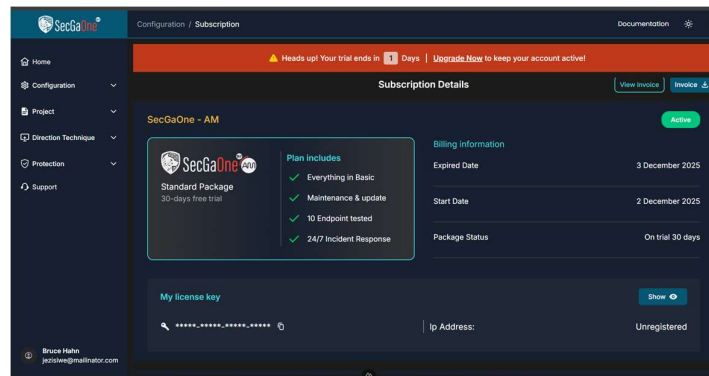 SecGaOne
Configuration / Subscription
Documentation
Heads up! Your trial ends in 1 Days | Upgrade Now to keep your account active!
Home
Configuration
Project
Direction Technique
Protection
Support
Subscription Details
View invoice
Invoice
SecGaOne - AM
Active
SecGaOne AM
Standard Package
30-days free trial
Plan includes
Everything in Basic
Maintenance & update
10 Endpoint tested
24/7 Incident Response
Billing information
Expired Date 3 December 2025
Start Date 2 December 2025
Package Status On trial 30 days
My license key
Show
*****-*****-*****-*****
Ip Address: Unregistered
Bruce Hahn
jezisiwe@mailinator.com